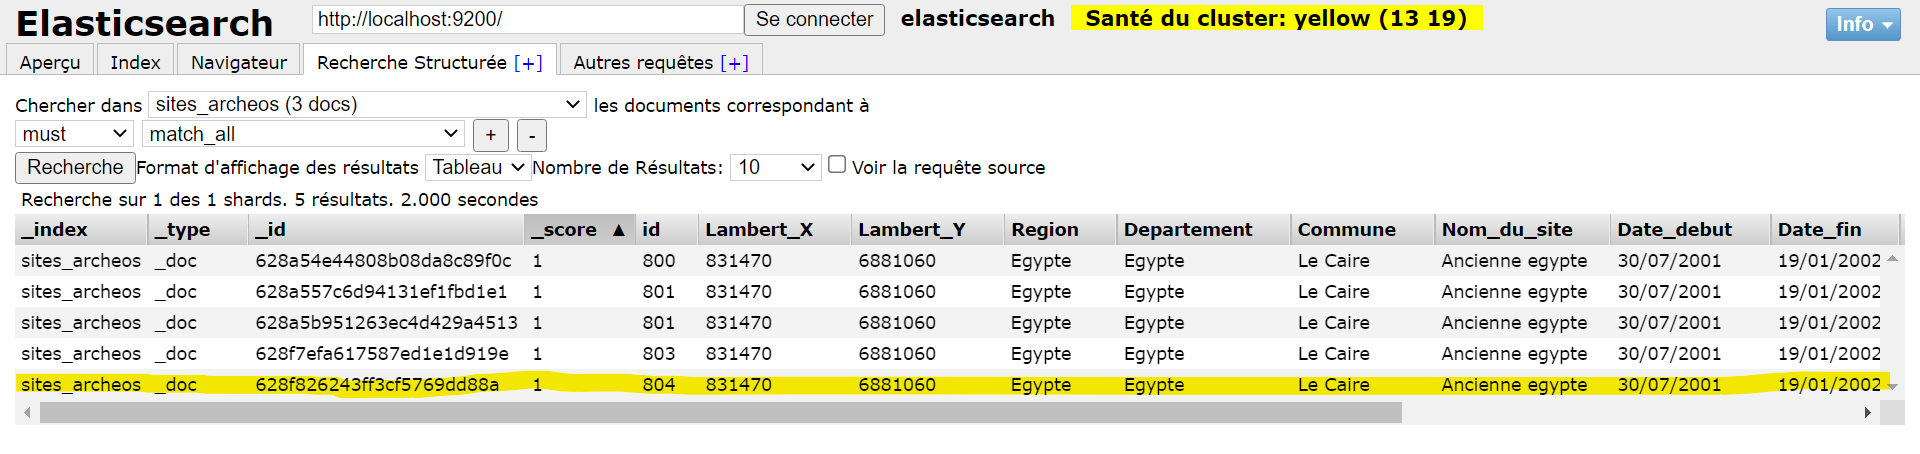 Elasticsearch http://localhost:9200/ Se connecter elasticsearch Santé du cluster: yellow (13 19) Info
Aperçu Index Navigateur Recherche Structurée [+] Autres requêtes [+]
Chercher dans sites_archeos (3 docs) les documents correspondant à
must match_all + -
Recherche Format d'affichage des résultats Tableau Nombre de Résultats: 10 Voir la requête source
Recherche sur 1 des 1 shards. 5 résultats. 2.000 secondes
_index _type _id _score ▲ id Lambert_X Lambert_Y Region Departement Commune Nom_du_site Date_debut Date_fin
sites_archeos _doc 628a54e44808b08da8c89f0c 1 800 831470 6881060 Egypte Egypte Le Caire Ancienne egypte 30/07/2001 19/01/2002
sites_archeos _doc 628a557c6d94131ef1fbd1e1 1 801 831470 6881060 Egypte Egypte Le Caire Ancienne egypte 30/07/2001 19/01/2002
sites_archeos _doc 628a5b951263ec4d429a4513 1 801 831470 6881060 Egypte Egypte Le Caire Ancienne egypte 30/07/2001 19/01/2002
sites_archeos _doc 628f7efa617587ed1e1d919e 1 803 831470 6881060 Egypte Egypte Le Caire Ancienne egypte 30/07/2001 19/01/2002
sites_archeos _doc 628f826243ff3cf5769dd88a 1 804 831470 6881060 Egypte Egypte Le Caire Ancienne egypte 30/07/2001 19/01/2002